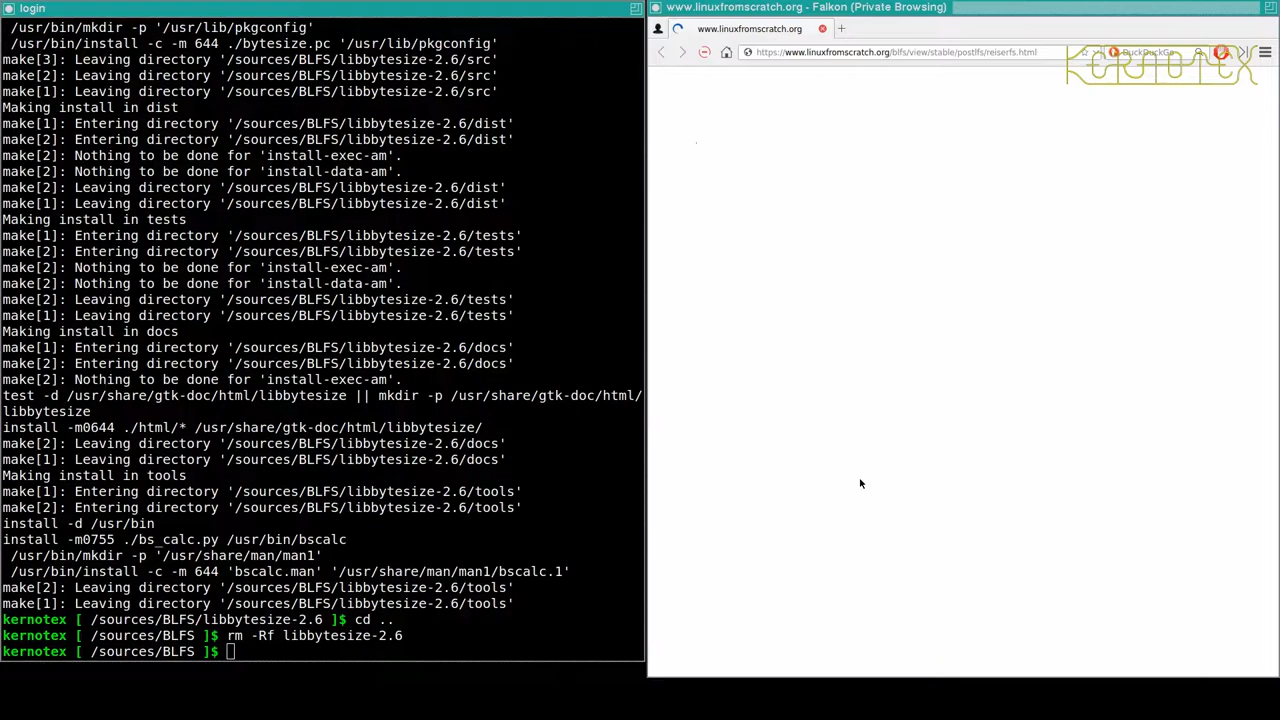 login
/usr/bin/mkdir -p '/usr/lib/pkgconfig'
/usr/bin/install -c -m 644 ./bytesize.pc '/usr/lib/pkgconfig'
make[3]: Leaving directory '/sources/BLFS/libbytesize-2.6/src'
make[2]: Leaving directory '/sources/BLFS/libbytesize-2.6/src'
make[1]: Leaving directory '/sources/BLFS/libbytesize-2.6/src'
Making install in dist
make[1]: Entering directory '/sources/BLFS/libbytesize-2.6/dist'
make[2]: Entering directory '/sources/BLFS/libbytesize-2.6/dist'
make[2]: Nothing to be done for 'install-exec-am'.
make[2]: Nothing to be done for 'install-data-am'.
make[2]: Leaving directory '/sources/BLFS/libbytesize-2.6/dist'
make[1]: Leaving directory '/sources/BLFS/libbytesize-2.6/dist'
Making install in tests
make[1]: Entering directory '/sources/BLFS/libbytesize-2.6/tests'
make[2]: Entering directory '/sources/BLFS/libbytesize-2.6/tests'
make[2]: Nothing to be done for 'install-exec-am'.
make[2]: Nothing to be done for 'install-data-am'.
make[2]: Leaving directory '/sources/BLFS/libbytesize-2.6/tests'
make[1]: Leaving directory '/sources/BLFS/libbytesize-2.6/tests'
Making install in docs
make[1]: Entering directory '/sources/BLFS/libbytesize-2.6/docs'
make[2]: Entering directory '/sources/BLFS/libbytesize-2.6/docs'
make[2]: Nothing to be done for 'install-exec-am'.
test -d /usr/share/gtk-doc/html/libbytesize || mkdir -p /usr/share/gtk-doc/html/
libbytesize
install -m0644 ./html/* /usr/share/gtk-doc/html/libbytesize/
make[2]: Leaving directory '/sources/BLFS/libbytesize-2.6/docs'
make[1]: Leaving directory '/sources/BLFS/libbytesize-2.6/docs'
Making install in tools
make[1]: Entering directory '/sources/BLFS/libbytesize-2.6/tools'
make[2]: Entering directory '/sources/BLFS/libbytesize-2.6/tools'
install -d /usr/bin
install -m0755 ./bs_calc.py /usr/bin/bscalc
/usr/bin/mkdir -p '/usr/share/man/man1'
/usr/bin/install -c -m 644 'bscalc.man' '/usr/share/man/man1/bscalc.1'
make[2]: Leaving directory '/sources/BLFS/libbytesize-2.6/tools'
make[1]: Leaving directory '/sources/BLFS/libbytesize-2.6/tools'
kernotex [ /sources/BLFS/libbytesize-2.6 ]$ cd ..
kernotex [ /sources/BLFS ]$ rm -Rf libbytesize-2.6
kernotex [ /sources/BLFS ]$
www.linuxfromscratch.org - Falkon (Private Browsing)
www.linuxfromscratch.org
https://www.linuxfromscratch.org/blfs/view/stable/postlfs/reiserfs.html
DuckDuckGo
KERNOTEX